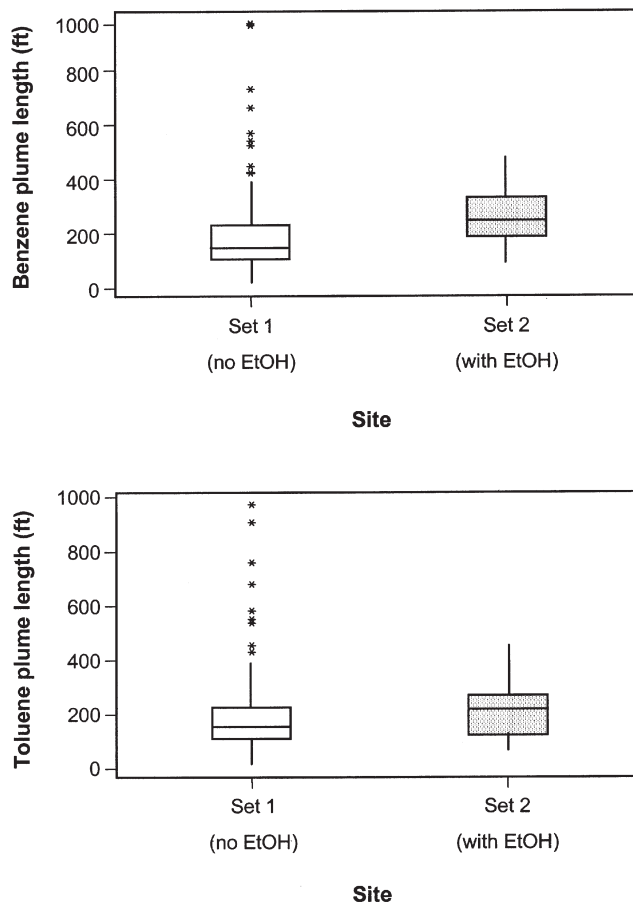 Benzene plume length (ft)
1000
800
600
400
200
0
Set 1
Set 2
(no EtOH)
(with EtOH)
Site
Toluene plume length (ft)
1000
800
600
400
200
0
Set 1
Set 2
(no EtOH)
(with EtOH)
Site